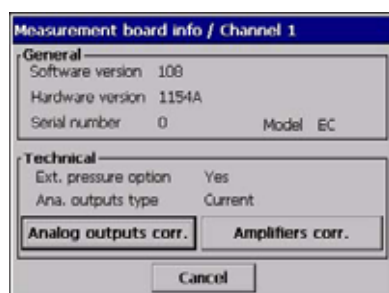 Measurement board info / Channel 1
General
Software version 108
Hardware version 1154A
Serial number 0 Model EC
Technical
Ext. pressure option Yes
Ana. outputs type Current
Analog outputs corr. Amplifiers corr.
Cancel